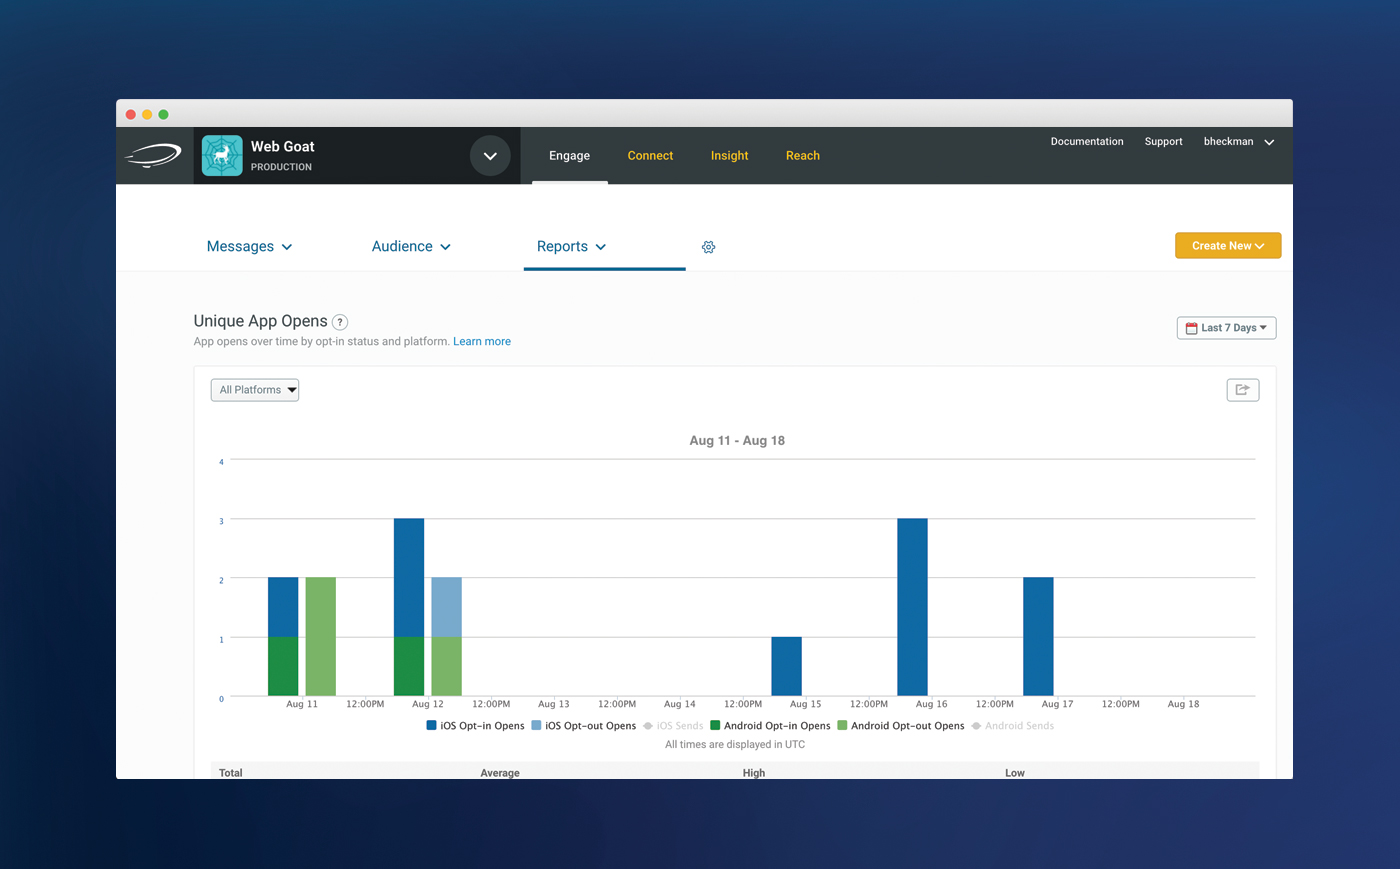 Web Goat
PRODUCTION
Engage Connect Insight Reach
Documentation Support bheckman
Messages Audience Reports
Create New
Unique App Opens ?
App opens over time by opt-in status and platform. Learn more
Last 7 Days
All Platforms
Aug 11 - Aug 18
4
3
2
1
0
Aug 11 12:00PM Aug 12 12:00PM Aug 13 12:00PM Aug 14 12:00PM Aug 15 12:00PM Aug 16 12:00PM Aug 17 12:00PM Aug 18
iOS Opt-in Opens iOS Opt-out Opens iOS Sends Android Opt-in Opens Android Opt-out Opens Android Sends
All times are displayed in UTC
Total Average High Low